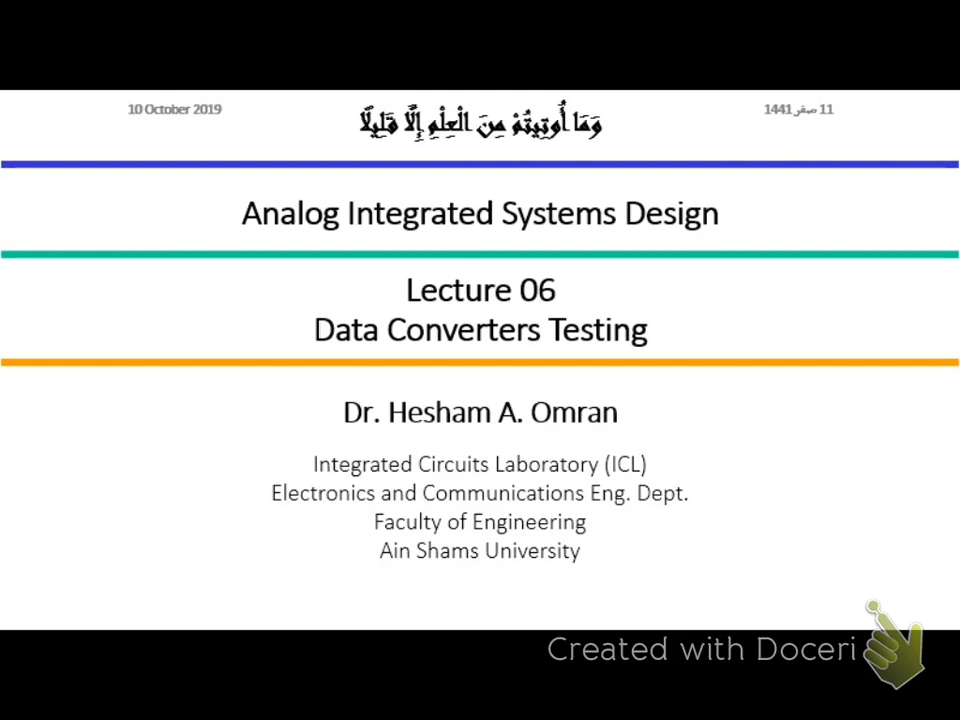 10 October 2019
وَمَا أُوتِيتُمْ مِنَ الْعِلْمِ إِلَّا قَلِيلًا
11 صفر 1441
Analog Integrated Systems Design
Lecture 06
Data Converters Testing
Dr. Hesham A. Omran
Integrated Circuits Laboratory (ICL)
Electronics and Communications Eng. Dept.
Faculty of Engineering
Ain Shams University
Created with Doceri